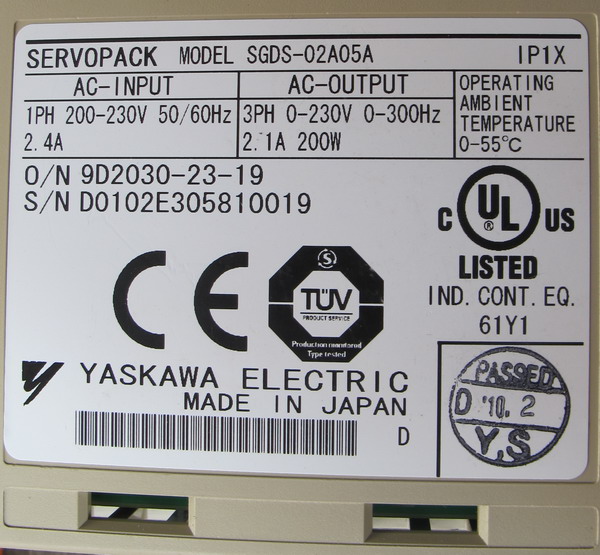 SERVOPACK MODEL SGDS-02A05A IP1X
AC-INPUT
1PH 200-230V 50/60Hz
2.4A
AC-OUTPUT
3PH 0-230V 0-300Hz
2.1A 200W
OPERATING
AMBIENT
TEMPERATURE
0-55℃
O/N 9D2030-23-19
S/N D0102E305810019
C UL US
LISTED
IND. CONT. EQ.
61Y1
CE
S
TÜV
PRODUCT SERVICE
Production monitored
Type tested
YASKAWA ELECTRIC
MADE IN JAPAN
D
PASSED
D '10. 2
Y.S